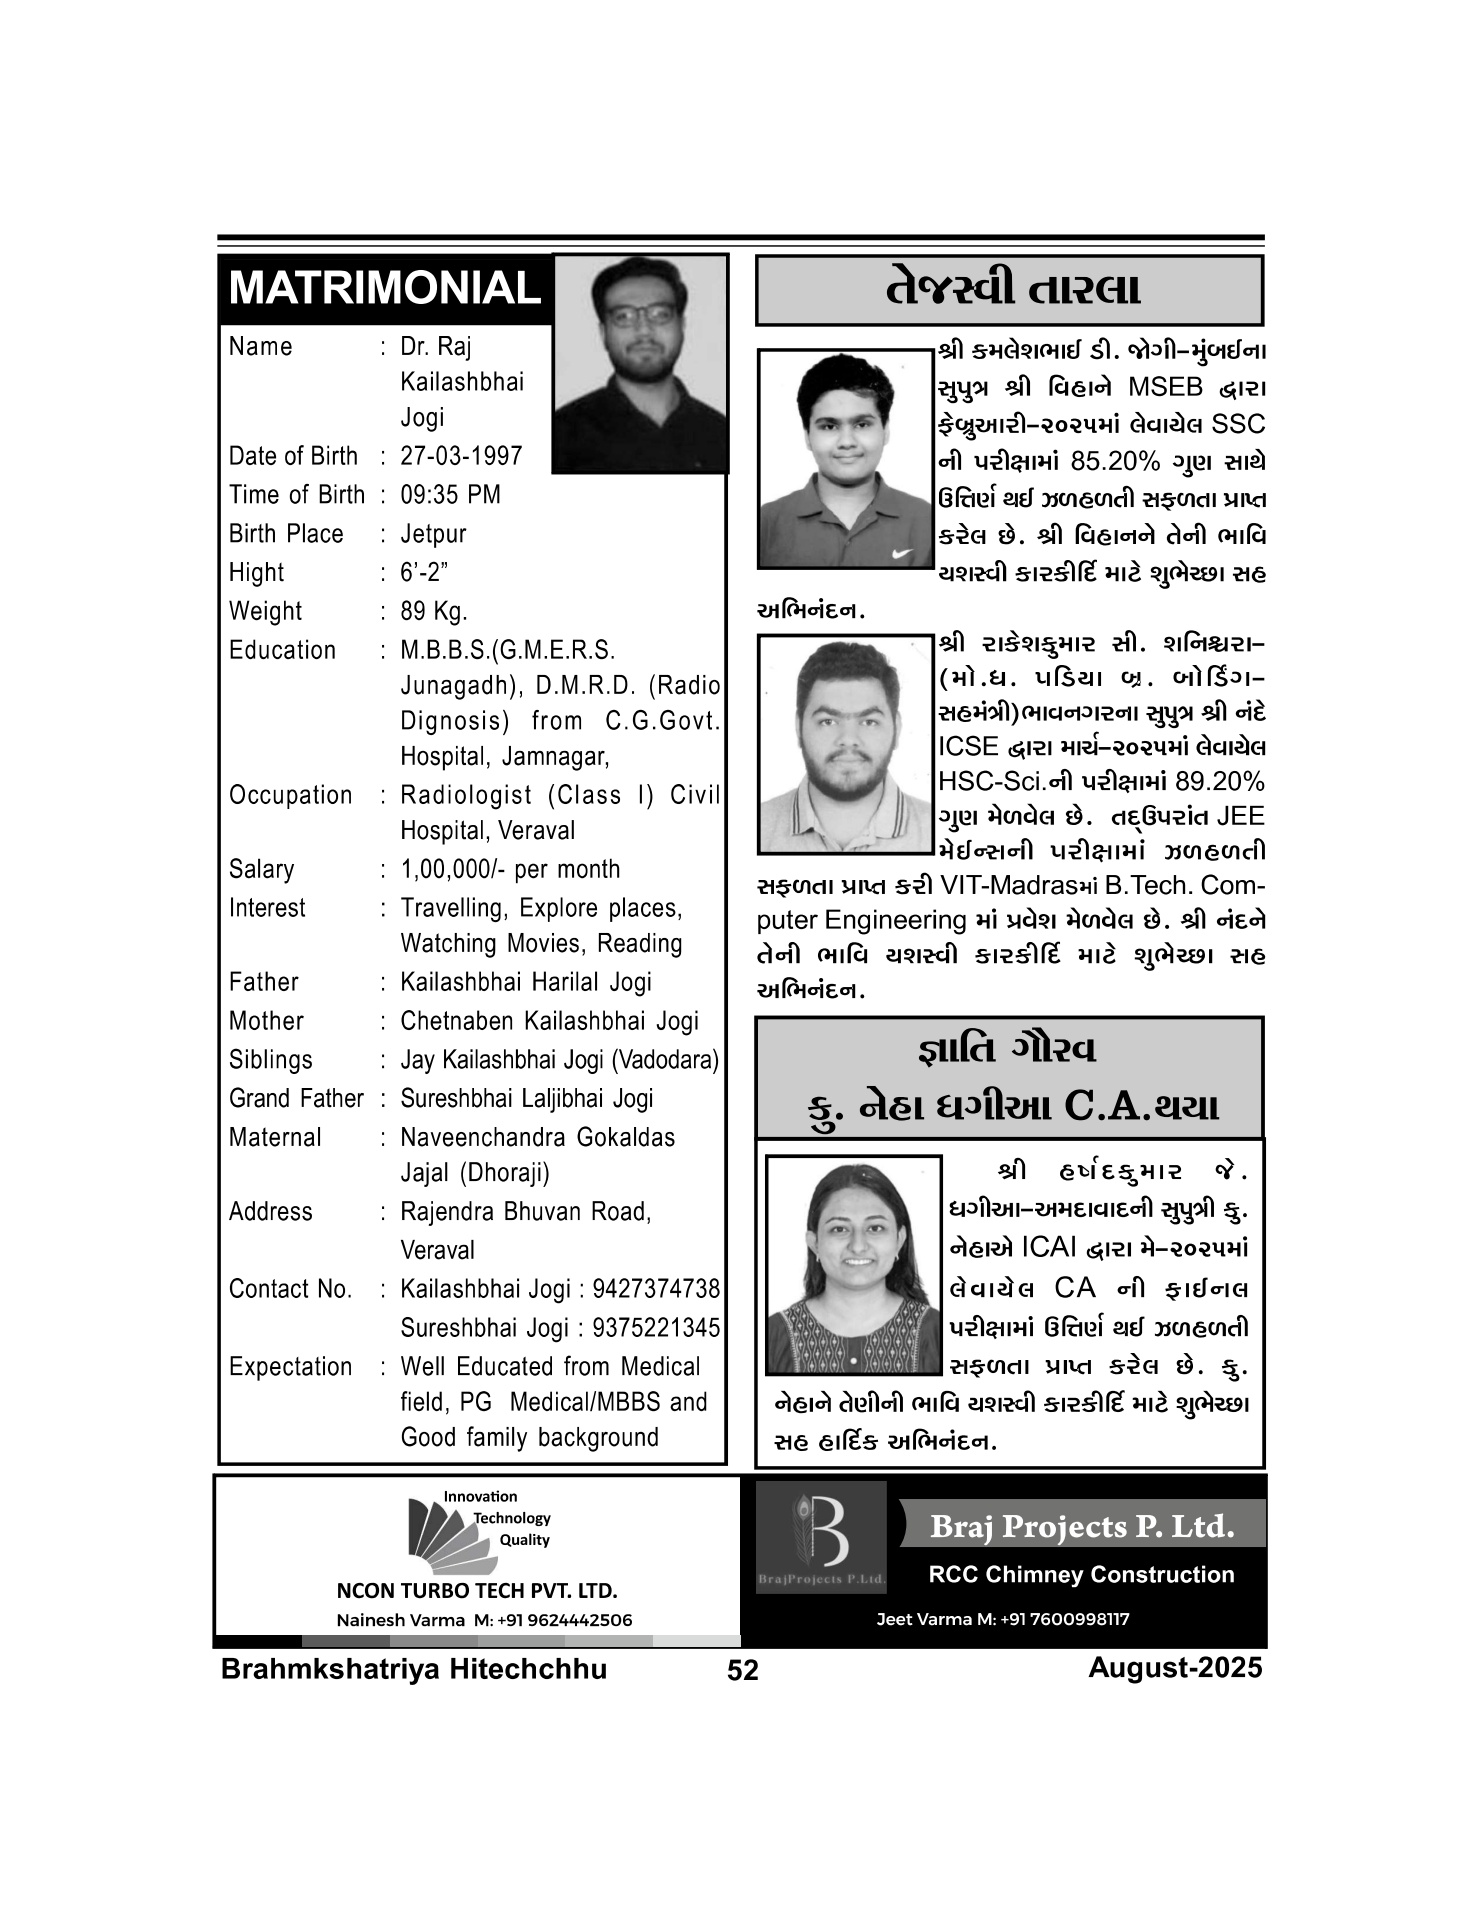 MATRIMONIAL
Name : Dr. Raj
Kailashbhai
Jogi
Date of Birth : 27-03-1997
Time of Birth : 09:35 PM
Birth Place : Jetpur
Hight : 6’-2”
Weight : 89 Kg.
Education : M.B.B.S.(G.M.E.R.S.
Junagadh), D.M.R.D. (Radio
Dignosis) from C.G.Govt.
Hospital, Jamnagar,
Occupation : Radiologist (Class I) Civil
Hospital, Veraval
Salary : 1,00,000/- per month
Interest : Travelling, Explore places,
Watching Movies, Reading
Father : Kailashbhai Harilal Jogi
Mother : Chetnaben Kailashbhai Jogi
Siblings : Jay Kailashbhai Jogi (Vadodara)
Grand Father : Sureshbhai Laljibhai Jogi
Maternal : Naveenchandra Gokaldas
Jajal (Dhoraji)
Address : Rajendra Bhuvan Road,
Veraval
Contact No. : Kailashbhai Jogi : 9427374738
Sureshbhai Jogi : 9375221345
Expectation : Well Educated from Medical
field, PG Medical/MBBS and
Good family background
તેજસ્વી તારલા
શ્રી કમલેશભાઈ ડી. જોગી–મુંબઈના
સુપુત્ર શ્રી વિહાને MSEB દ્વારા
ફેબ્રુઆરી–૨૦૨૫માં લેવાયેલ SSC
ની પરીક્ષામાં 85.20% ગુણ સાથે
ઉત્તિર્ણ થઈ ઝળહળતી સફળતા પ્રાપ્ત
કરેલ છે. શ્રી વિહાનને તેની ભાવિ
યશસ્વી કારકીર્દિ માટે શુભેચ્છા સહ
અભિનંદન.
શ્રી રાકેશકુમાર સી. શનિશ્ચરા–
(મો.ધ. પડિયા બ્ર. બોર્ડિંગ–
સહમંત્રી)ભાવનગરના સુપુત્ર શ્રી નંદે
ICSE દ્વારા માર્ચ–૨૦૨૫માં લેવાયેલ
HSC-Sci.ની પરીક્ષામાં 89.20%
ગુણ મેળવેલ છે. તદ્ઉપરાંત JEE
મેઈન્સની પરીક્ષામાં ઝળહળતી
સફળતા પ્રાપ્ત કરી VIT-Madrasમાં B.Tech. Com-
puter Engineering માં પ્રવેશ મેળવેલ છે. શ્રી નંદને
તેની ભાવિ યશસ્વી કારકીર્દિ માટે શુભેચ્છા સહ
અભિનંદન.
જ્ઞાતિ ગૌરવ
કુ. નેહા ધગીઆ C.A.થયા
શ્રી હર્ષદકુમાર જે.
ધગીઆ–અમદાવાદની સુપુત્રી કુ.
નેહાએ ICAI દ્વારા મે–૨૦૨૫માં
લેવાયેલ CA ની ફાઈનલ
પરીક્ષામાં ઉત્તિર્ણ થઈ ઝળહળતી
સફળતા પ્રાપ્ત કરેલ છે. કુ.
નેહાને તેણીની ભાવિ યશસ્વી કારકીર્દિ માટે શુભેચ્છા
સહ હાર્દિક અભિનંદન.
Innovation
Technology
Quality
NCON TURBO TECH PVT. LTD.
Nainesh Varma M: +91 9624442506
B
BrajProjects P.Ltd.
Braj Projects P. Ltd.
RCC Chimney Construction
Jeet Varma M: +91 7600998117
Brahmkshatriya Hitechchhu 52 August-2025